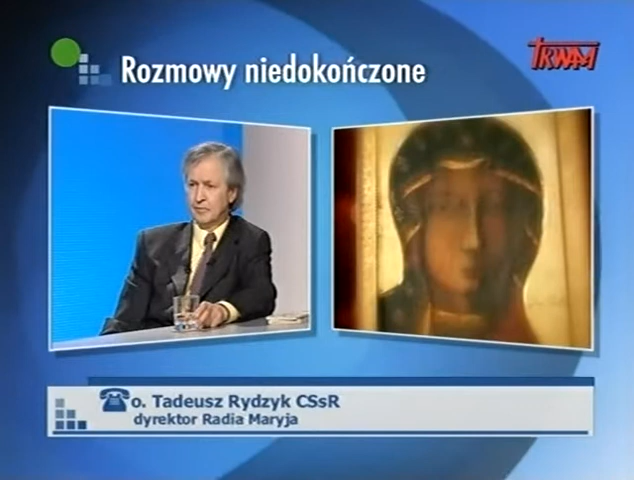 Rozmowy niedokończone
TRWAM
o. Tadeusz Rydzyk CSsR
dyrektor Radia Maryja